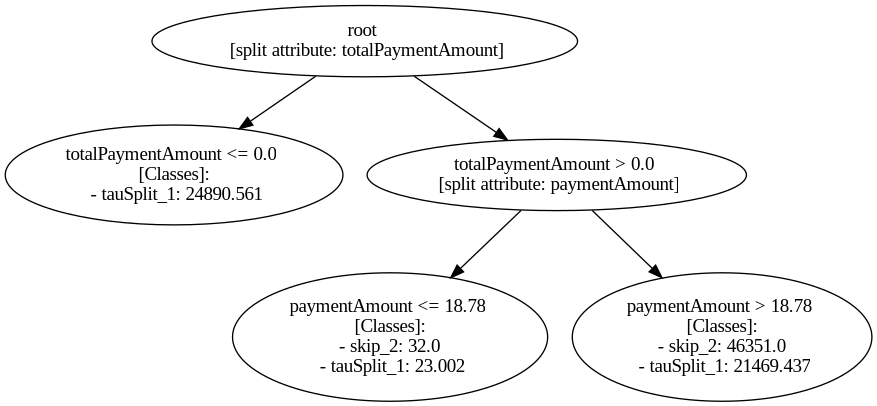 root
[split attribute: totalPaymentAmount]
totalPaymentAmount <= 0.0
[Classes]:
- tauSplit_1: 24890.561
totalPaymentAmount > 0.0
[split attribute: paymentAmount]
paymentAmount <= 18.78
[Classes]:
- skip_2: 32.0
- tauSplit_1: 23.002
paymentAmount > 18.78
[Classes]:
- skip_2: 46351.0
- tauSplit_1: 21469.437